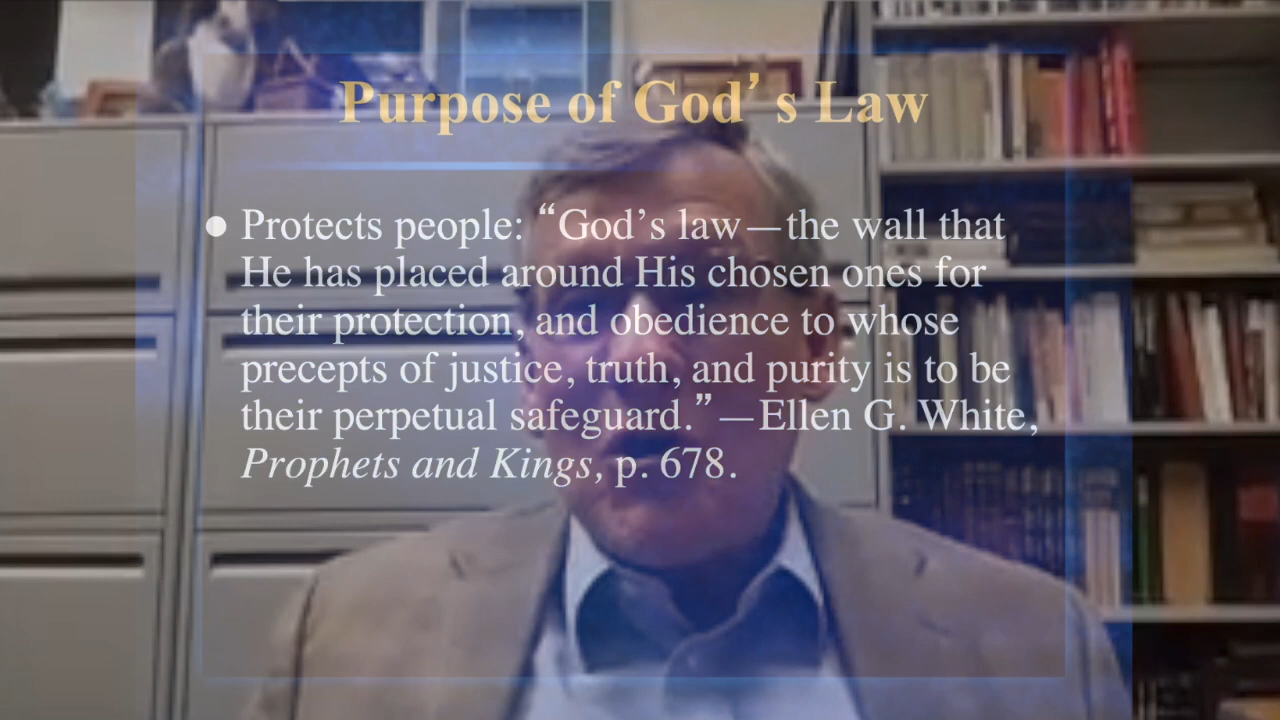 Purpose of God’s Law
● Protects people: “God’s law—the wall that
He has placed around His chosen ones for
their protection, and obedience to whose
precepts of justice, truth, and purity is to be
their perpetual safeguard.”—Ellen G. White,
Prophets and Kings, p. 678.